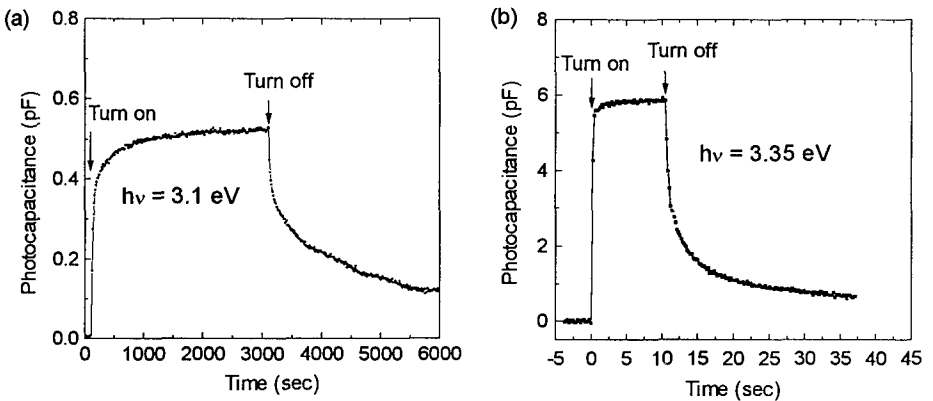 (a)
0.8
0.6
0.4
0.2
0.0
Photocapacitance (pF)
Turn on
Turn off
hν = 3.1 eV
0 1000 2000 3000 4000 5000 6000
Time (sec)
(b)
8
6
4
2
0
Photocapacitance (pF)
Turn on
Turn off
hν = 3.35 eV
-5 0 5 10 15 20 25 30 35 40 45
Time (sec)